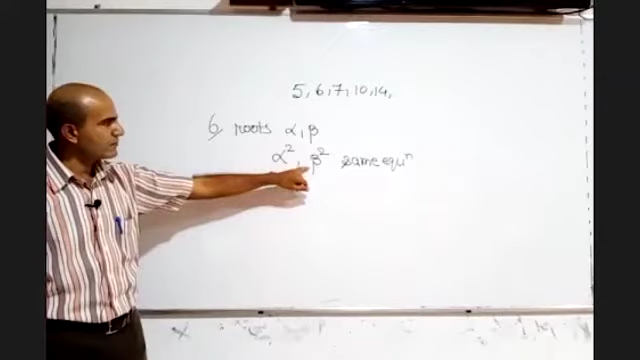 5, 6, 7, 10, 14,
6, roots α, β
α², β² same equⁿ